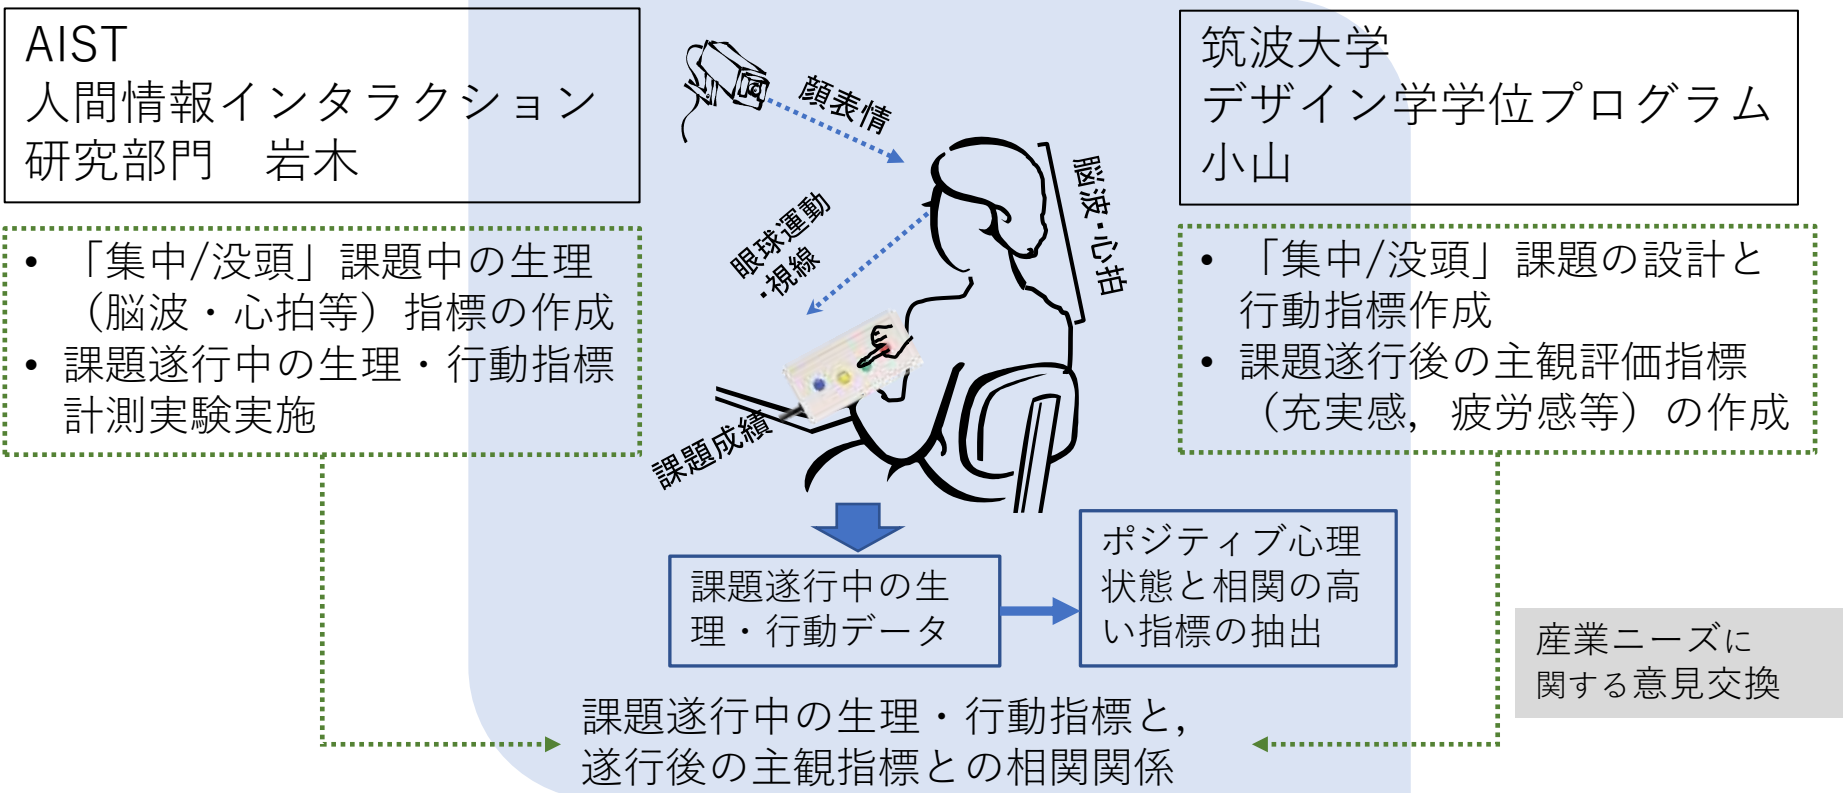 AIST
人間情報インタラクション
研究部門　岩木
• 「集中/没頭」課題中の生理
（脳波・心拍等）指標の作成
• 課題遂行中の生理・行動指標
計測実験実施
顔表情
眼球運動
・視線
脳波・心拍
課題成績
筑波大学
デザイン学学位プログラム
小山
• 「集中/没頭」課題の設計と
行動指標作成
• 課題遂行後の主観評価指標
（充実感，疲労感等）の作成
課題遂行中の生
理・行動データ
ポジティブ心理
状態と相関の高
い指標の抽出
産業ニーズに
関する意見交換
課題遂行中の生理・行動指標と，
遂行後の主観指標との相関関係